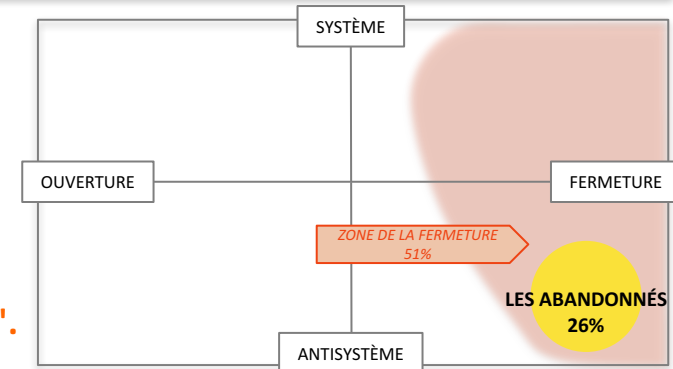 SYSTÈME
OUVERTURE
FERMETURE
ZONE DE LA FERMETURE
51%
LES ABANDONNÉS
26%
".
ANTISYSTÈME